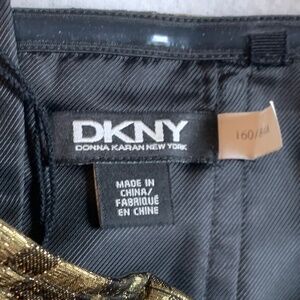 DKNY
DONNA KARAN NEW YORK
MADE IN
CHINA/
FABRIQUÉ
EN CHINE